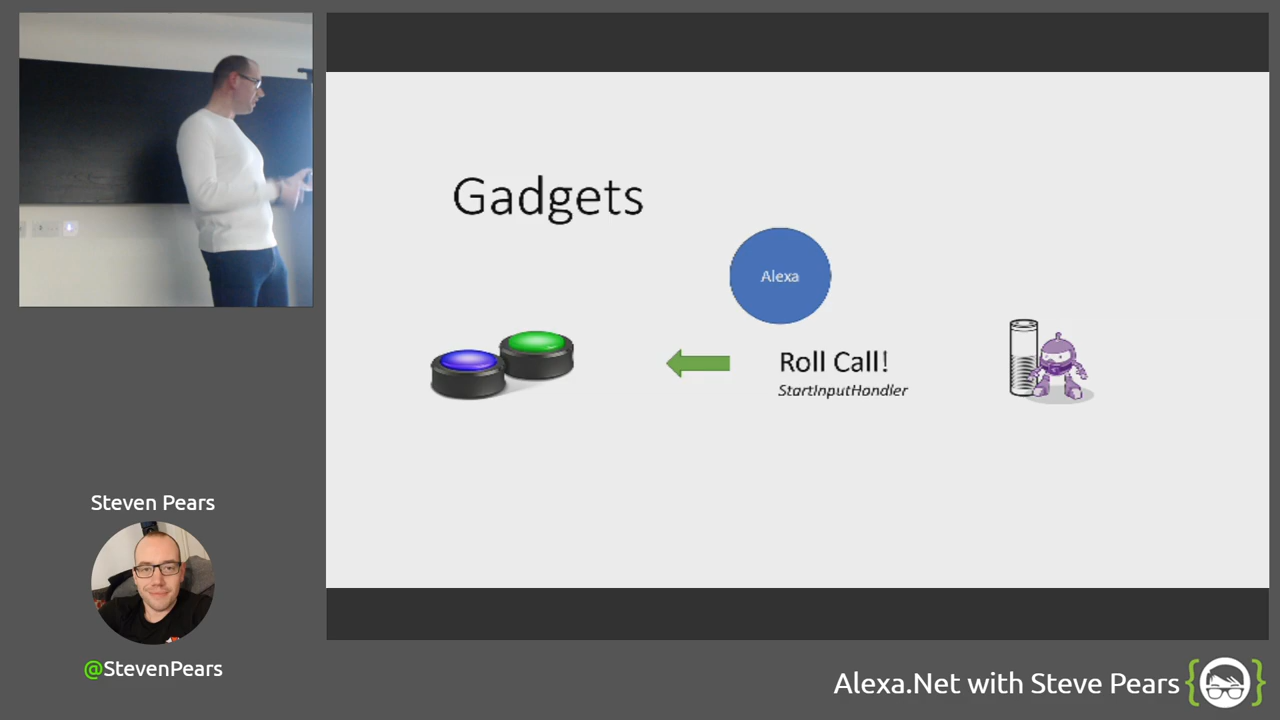 Gadgets
Alexa
Roll Call!
StartInputHandler
Steven Pears
@StevenPears
Alexa.Net with Steve Pears